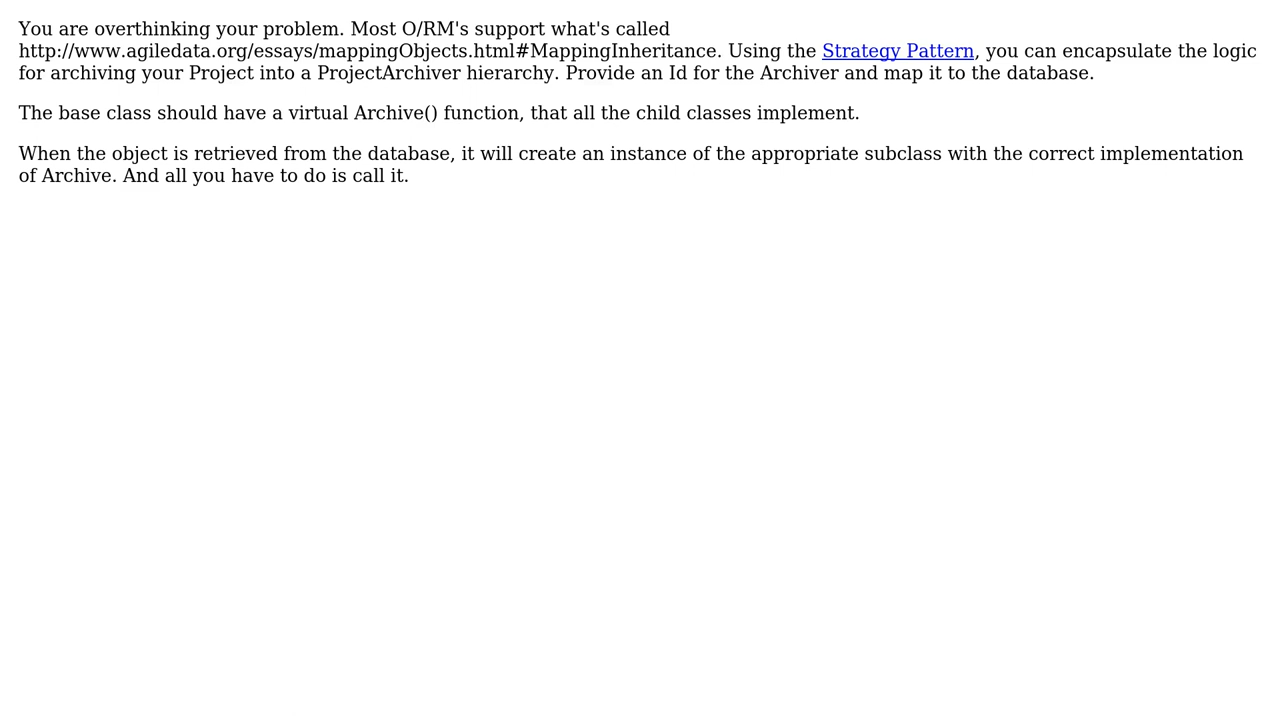 You are overthinking your problem. Most O/RM's support what's called
http://www.agiledata.org/essays/mappingObjects.html#MappingInheritance. Using the Strategy Pattern, you can encapsulate the logic
for archiving your Project into a ProjectArchiver hierarchy. Provide an Id for the Archiver and map it to the database.
The base class should have a virtual Archive() function, that all the child classes implement.
When the object is retrieved from the database, it will create an instance of the appropriate subclass with the correct implementation
of Archive. And all you have to do is call it.